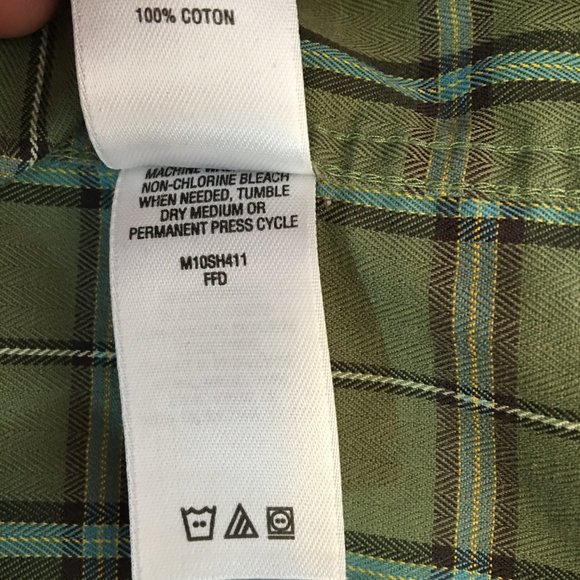 100% COTON
MACHINE
NON-CHLORINE BLEACH
WHEN NEEDED, TUMBLE
DRY MEDIUM OR
PERMANENT PRESS CYCLE
M10SH411
FFD